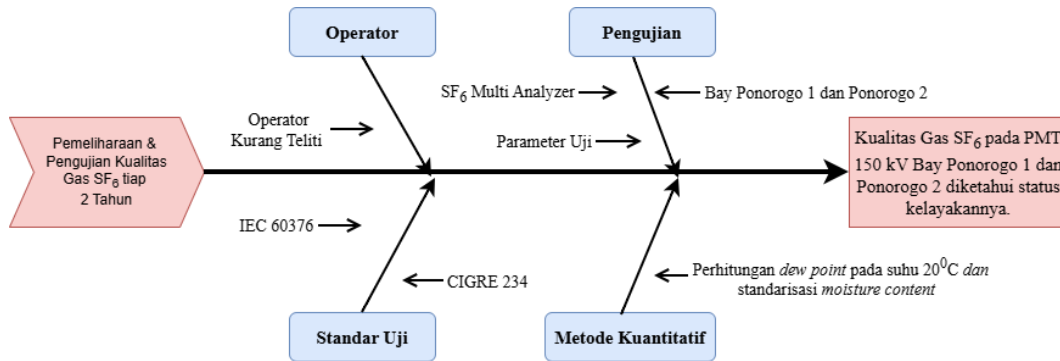 Operator
Pengujian
SF₆ Multi Analyzer
Bay Ponorogo 1 dan Ponorogo 2
Operator
Kurang Teliti
Parameter Uji
Pemeliharaan &
Pengujian Kualitas
Gas SF₆ tiap
2 Tahun
Kualitas Gas SF₆ pada PMT
150 kV Bay Ponorogo 1 dan
Ponorogo 2 diketahui status
kelayakannya.
IEC 60376
CIGRE 234
Perhitungan dew point pada suhu 20⁰C dan
standarisasi moisture content
Standar Uji
Metode Kuantitatif